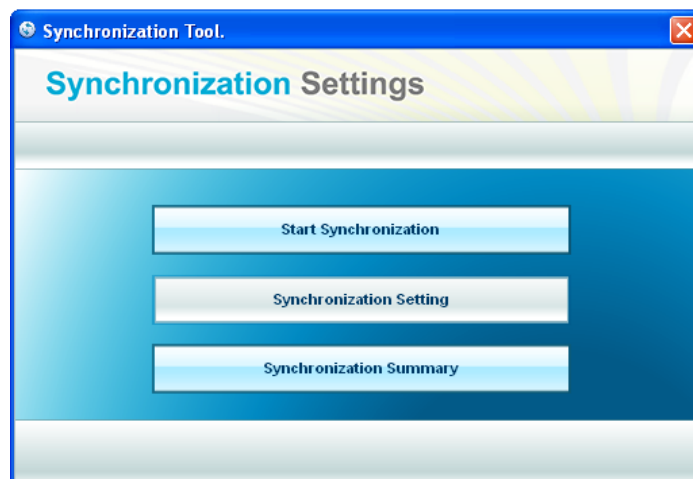 Synchronization Tool.
Synchronization Settings
Start Synchronization
Synchronization Setting
Synchronization Summary